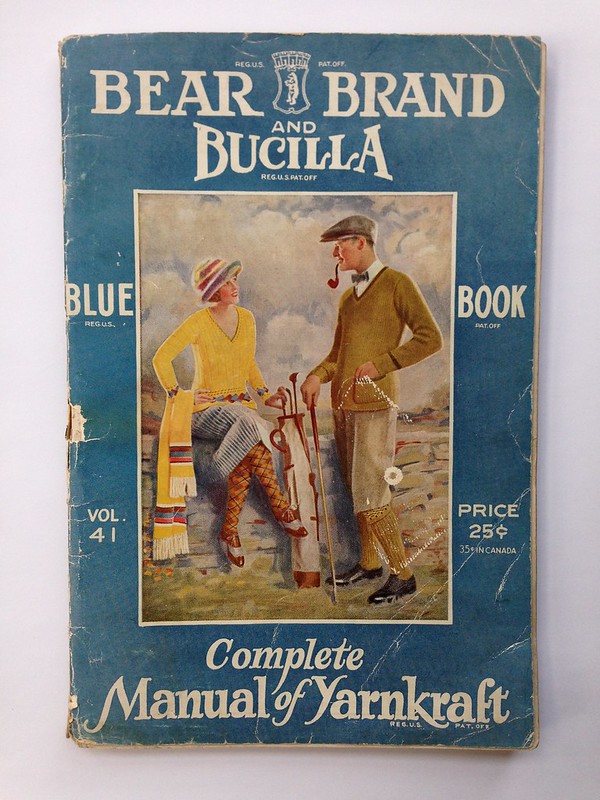 REG.U.S. PAT.OFF.
BEAR BRAND
AND
BUCILLA
REG.U.S.PAT.OFF
BLUE BOOK
REG.U.S. PAT.OFF
VOL.
41
PRICE
25¢
35¢ IN CANADA
Complete
Manual of Yarnkraft
REG.U.S. PAT.OFF.